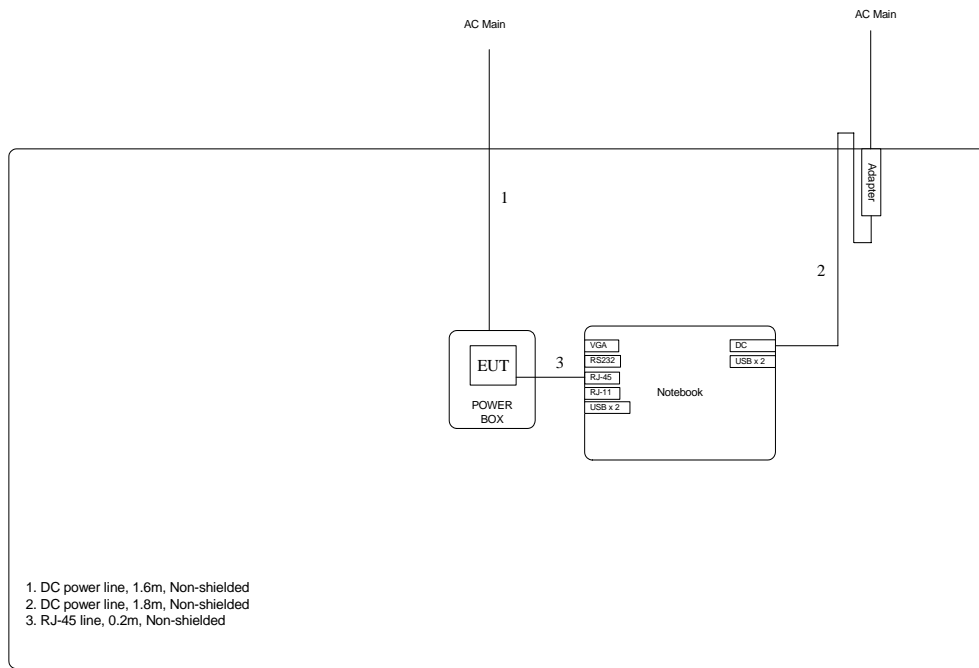 AC Main
AC Main
Adapter
1
2
VGA
RS232
RJ-45
RJ-11
USB x 2
DC
USB x 2
Notebook
3
EUT
POWER
BOX
1. DC power line, 1.6m, Non-shielded
2. DC power line, 1.8m, Non-shielded
3. RJ-45 line, 0.2m, Non-shielded